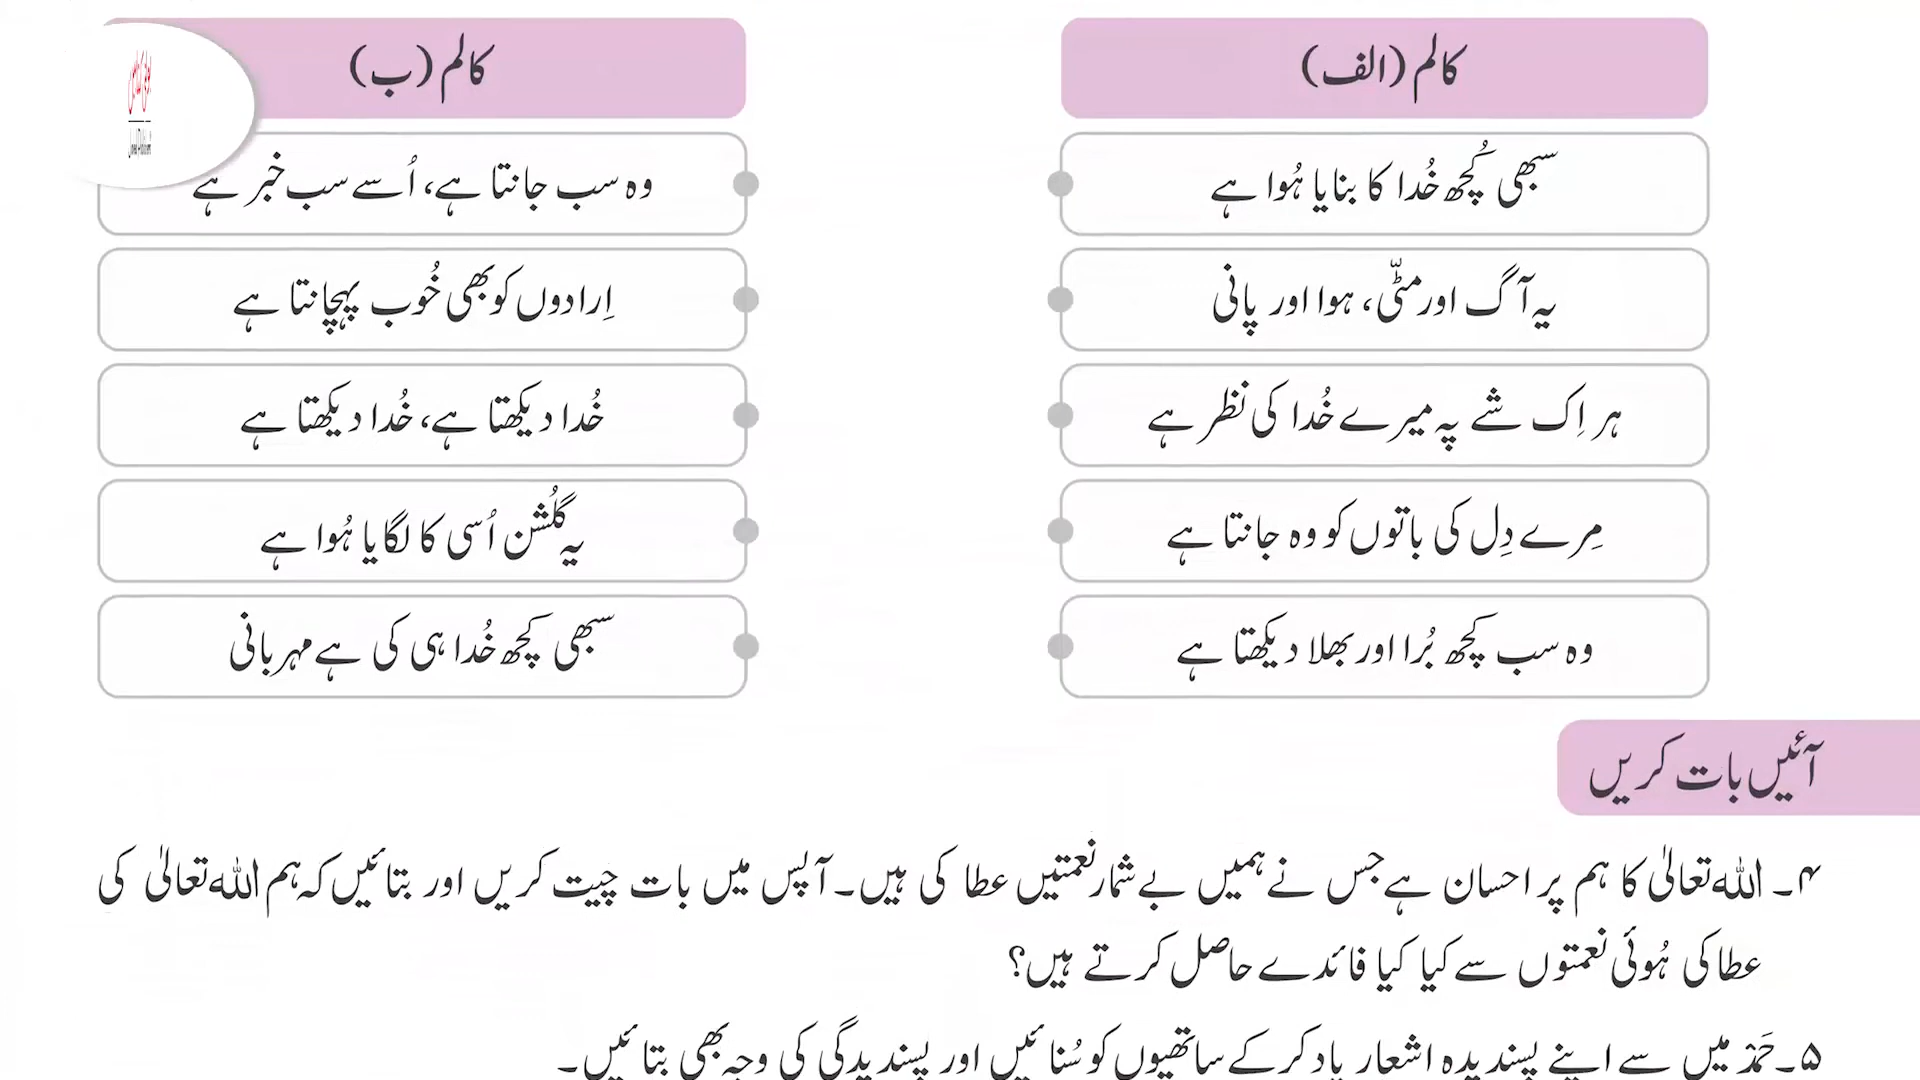 کالم (الف)
کالم (ب)
سبھی کُچھ خُدا کا بنایا ہُوا ہے
وہ سب جانتا ہے، اُسے سب خبر ہے
یہ آگ اور مٹّی، ہوا اور پانی
اِرادوں کو بھی خُوب پہچانتا ہے
ہر اِک شے پہ میرے خُدا کی نظر ہے
خُدا دیکھتا ہے، خُدا دیکھتا ہے
مِرے دِل کی باتوں کو وہ جانتا ہے
یہ گلُشن اُسی کا لگایا ہُوا ہے
وہ سب کچھ بُرا اور بھلا دیکھتا ہے
سبھی کچھ خُدا ہی کی ہے مہربانی
آئیں بات کریں
۴۔ اللہ تعالیٰ کا ہم پر احسان ہے جس نے ہمیں بے شمار نعمتیں عطا کی ہیں۔ آپس میں بات چیت کریں اور بتائیں کہ ہم اللہ تعالیٰ کی
عطا کی ہُوئی نعمتوں سے کیا کیا فائدے حاصل کرتے ہیں؟
۵۔ حَمْد میں سے اپنے پسندیدہ اشعار یاد کر کے ساتھیوں کو سُنائیں اور پسندیدگی کی وجہ بھی بتائیں۔